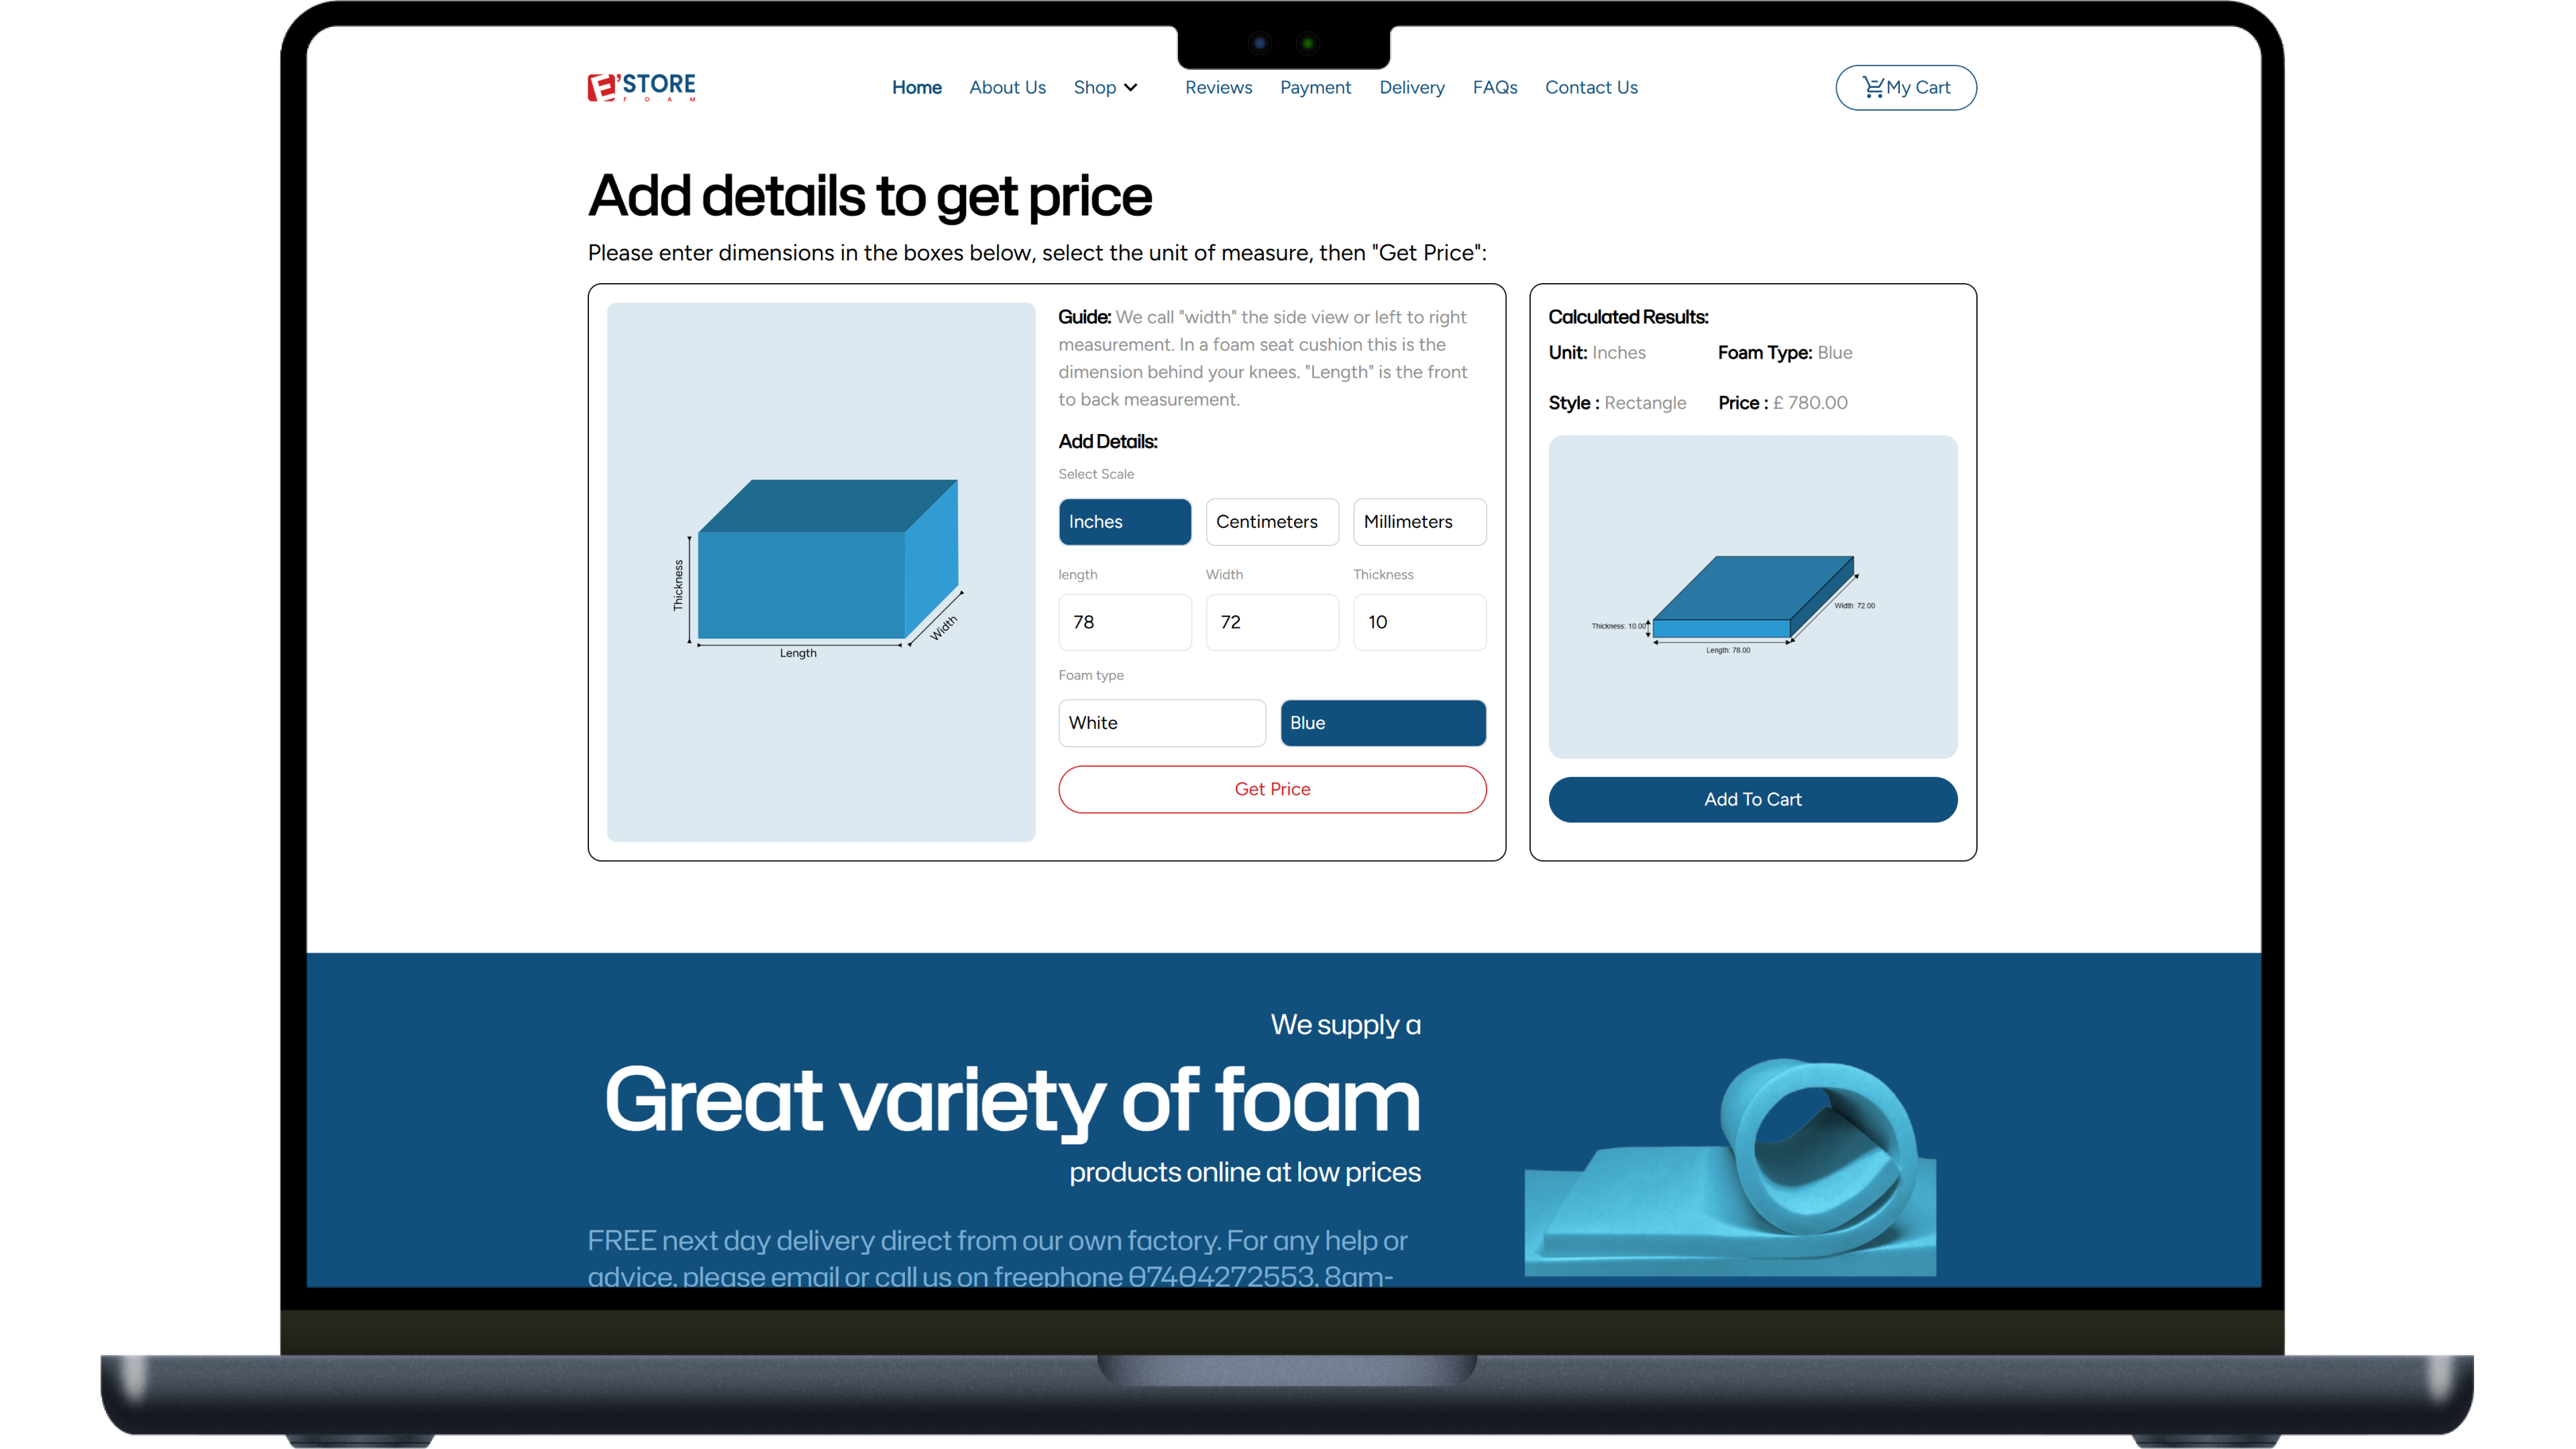 E'STORE
FOAM
Home
About Us
Shop
Reviews
Payment
Delivery
FAQs
Contact Us
My Cart
Add details to get price
Please enter dimensions in the boxes below, select the unit of measure, then "Get Price":
Thickness
Length
Width
Guide: We call "width" the side view or left to right
measurement. In a foam seat cushion this is the
dimension behind your knees. "Length" is the front
to back measurement.
Add Details:
Select Scale
Inches
Centimeters
Millimeters
length
Width
Thickness
78
72
10
Foam type
White
Blue
Get Price
Calculated Results:
Unit: Inches
Foam Type: Blue
Style : Rectangle
Price : £ 780.00
Thickness: 10.00
Width: 72.00
Length: 78.00
Add To Cart
We supply a
Great variety of foam
products online at low prices
FREE next day delivery direct from our own factory. For any help or
advice, please email or call us on freephone 07404272553, 8am-